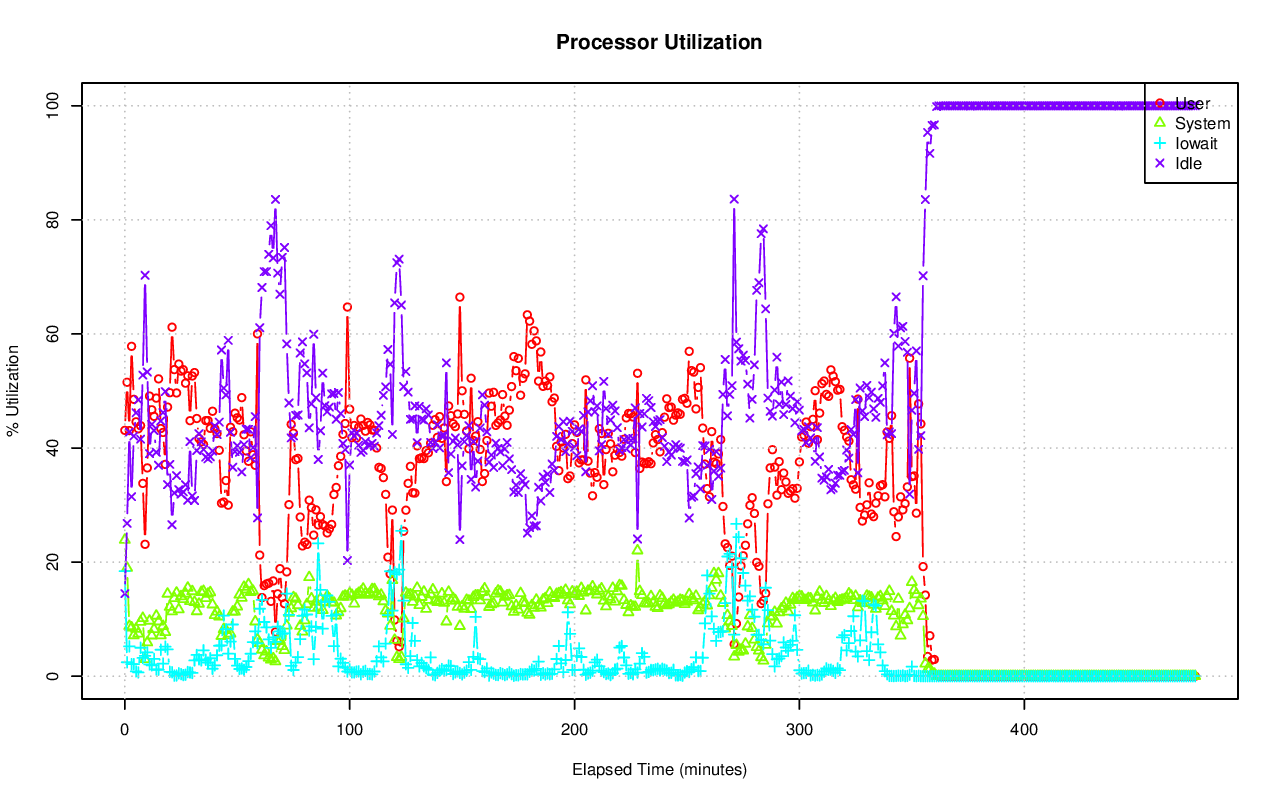 Processor Utilization
% Utilization
100
80
60
40
20
0
User
System
Iowait
Idle
0 100 200 300 400
Elapsed Time (minutes)